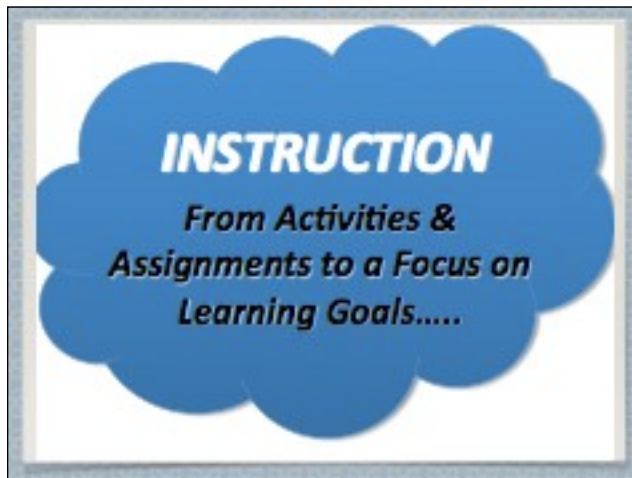 INSTRUCTION
From Activities &
Assignments to a Focus on
Learning Goals.....